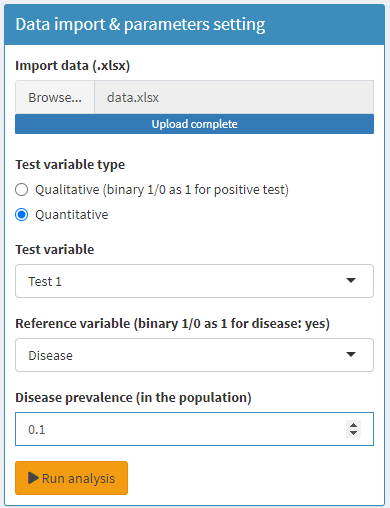 Data import & parameters setting
Import data (.xlsx)
Browse... data.xlsx
Upload complete
Test variable type
Qualitative (binary 1/0 as 1 for positive test)
Quantitative
Test variable
Test 1
Reference variable (binary 1/0 as 1 for disease: yes)
Disease
Disease prevalence (in the population)
0.1
Run analysis